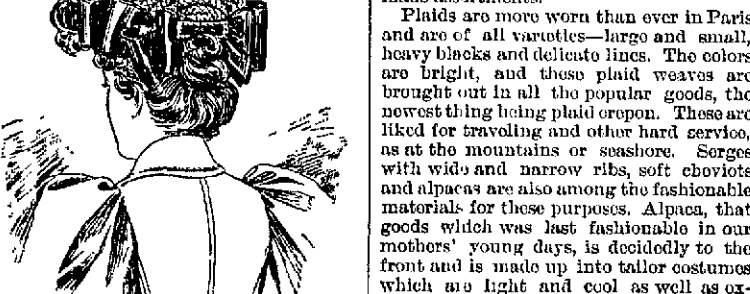 Plaids are more worn than ever in Paris
and are of all varieties—large and small,
heavy blocks and delicate lines. The colors
are bright, and these plaid weaves are
brought out in all the popular goods, the
newest thing being plaid crepon. These are
liked for traveling and other hard service,
as at the mountains or seashore. Serges
with wide and narrow ribs, soft cheviots
and alpacas are also among the fashionable
materials for these purposes. Alpaca, that
goods which was last fashionable in our
mothers' young days, is decidedly to the
front and is made up into tailor costumes
which are light and cool as well as ex-